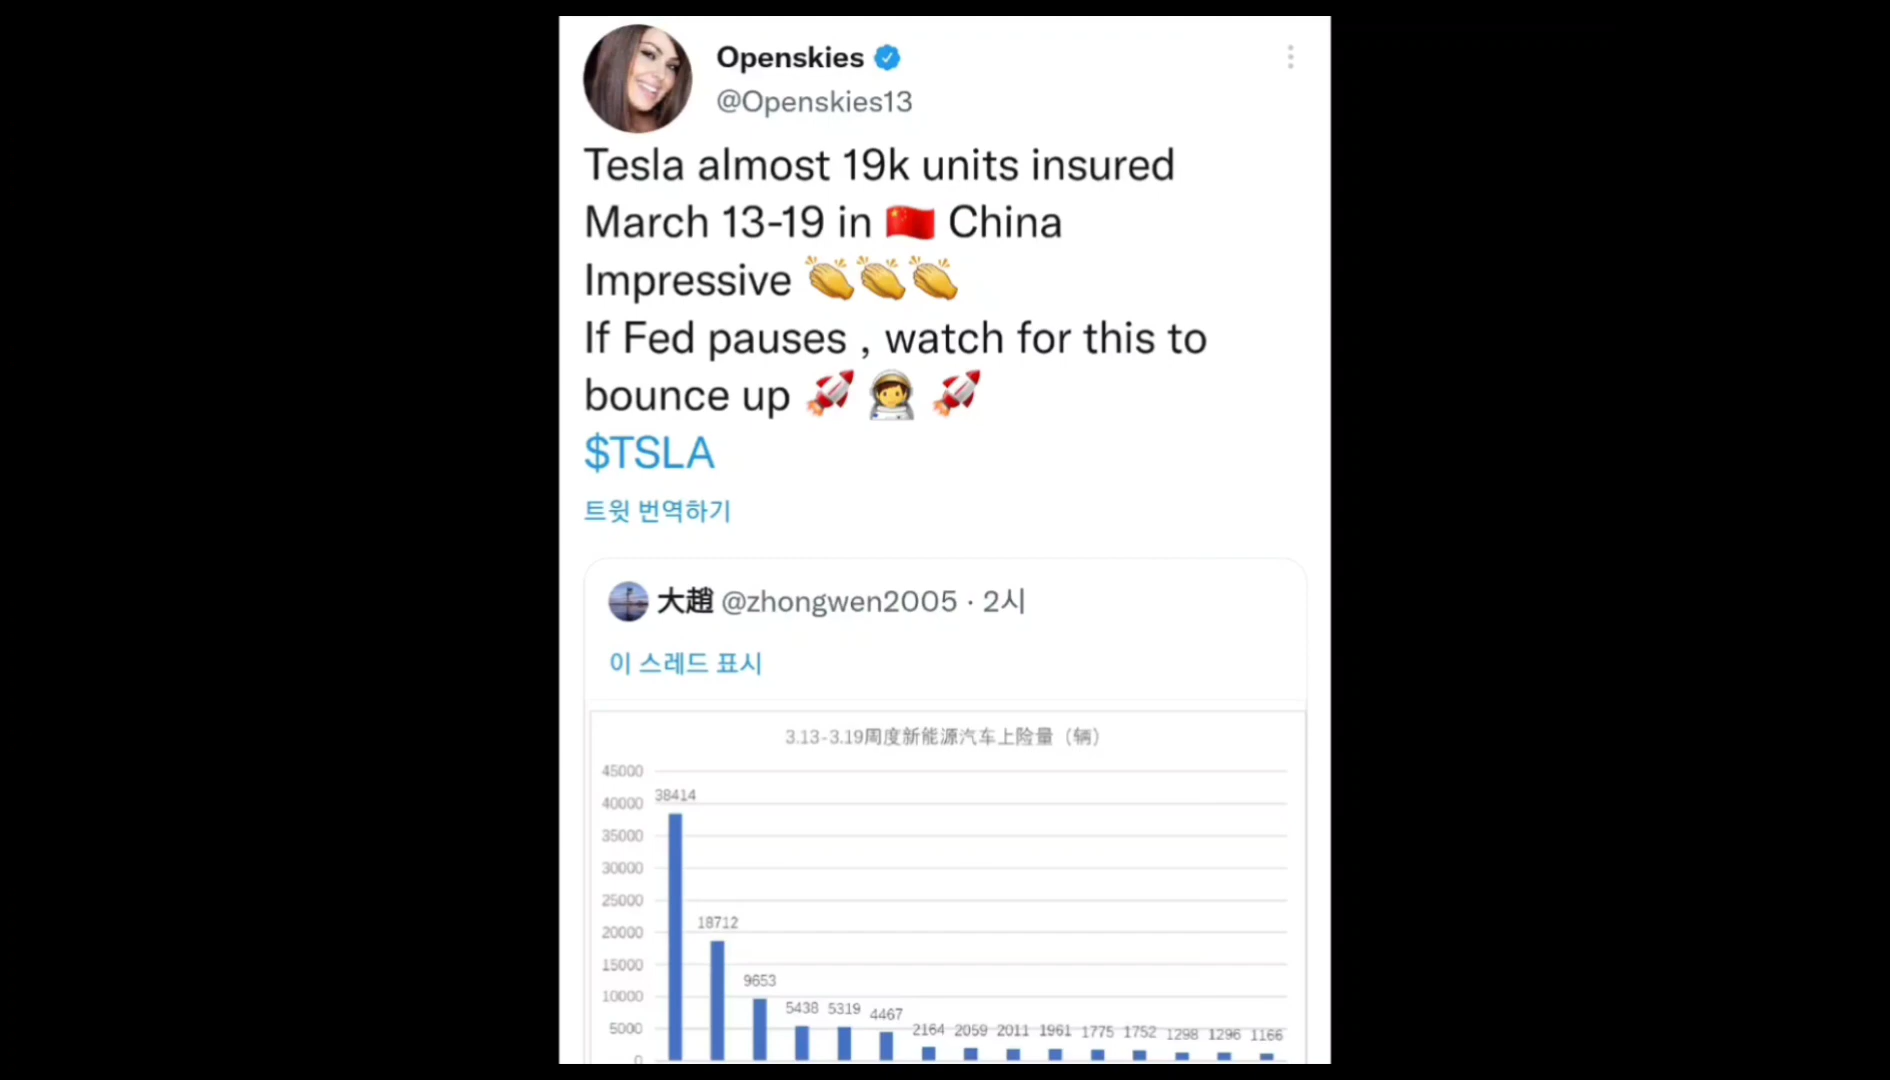 Openskies
@Openskies13
Tesla almost 19k units insured
March 13-19 in 🇨🇳 China
Impressive 👏👏👏
If Fed pauses , watch for this to
bounce up 🚀 🧑‍🚀 🚀
$TSLA
트윗 번역하기
大趙 @zhongwen2005 · 2시
이 스레드 표시
3.13-3.19周度新能源汽车上险量（辆）
45000
40000
35000
30000
25000
20000
15000
10000
5000
0
38414
18712
9653
5438 5319 4467
2164 2059 2011 1961 1775 1752 1298 1296 1166